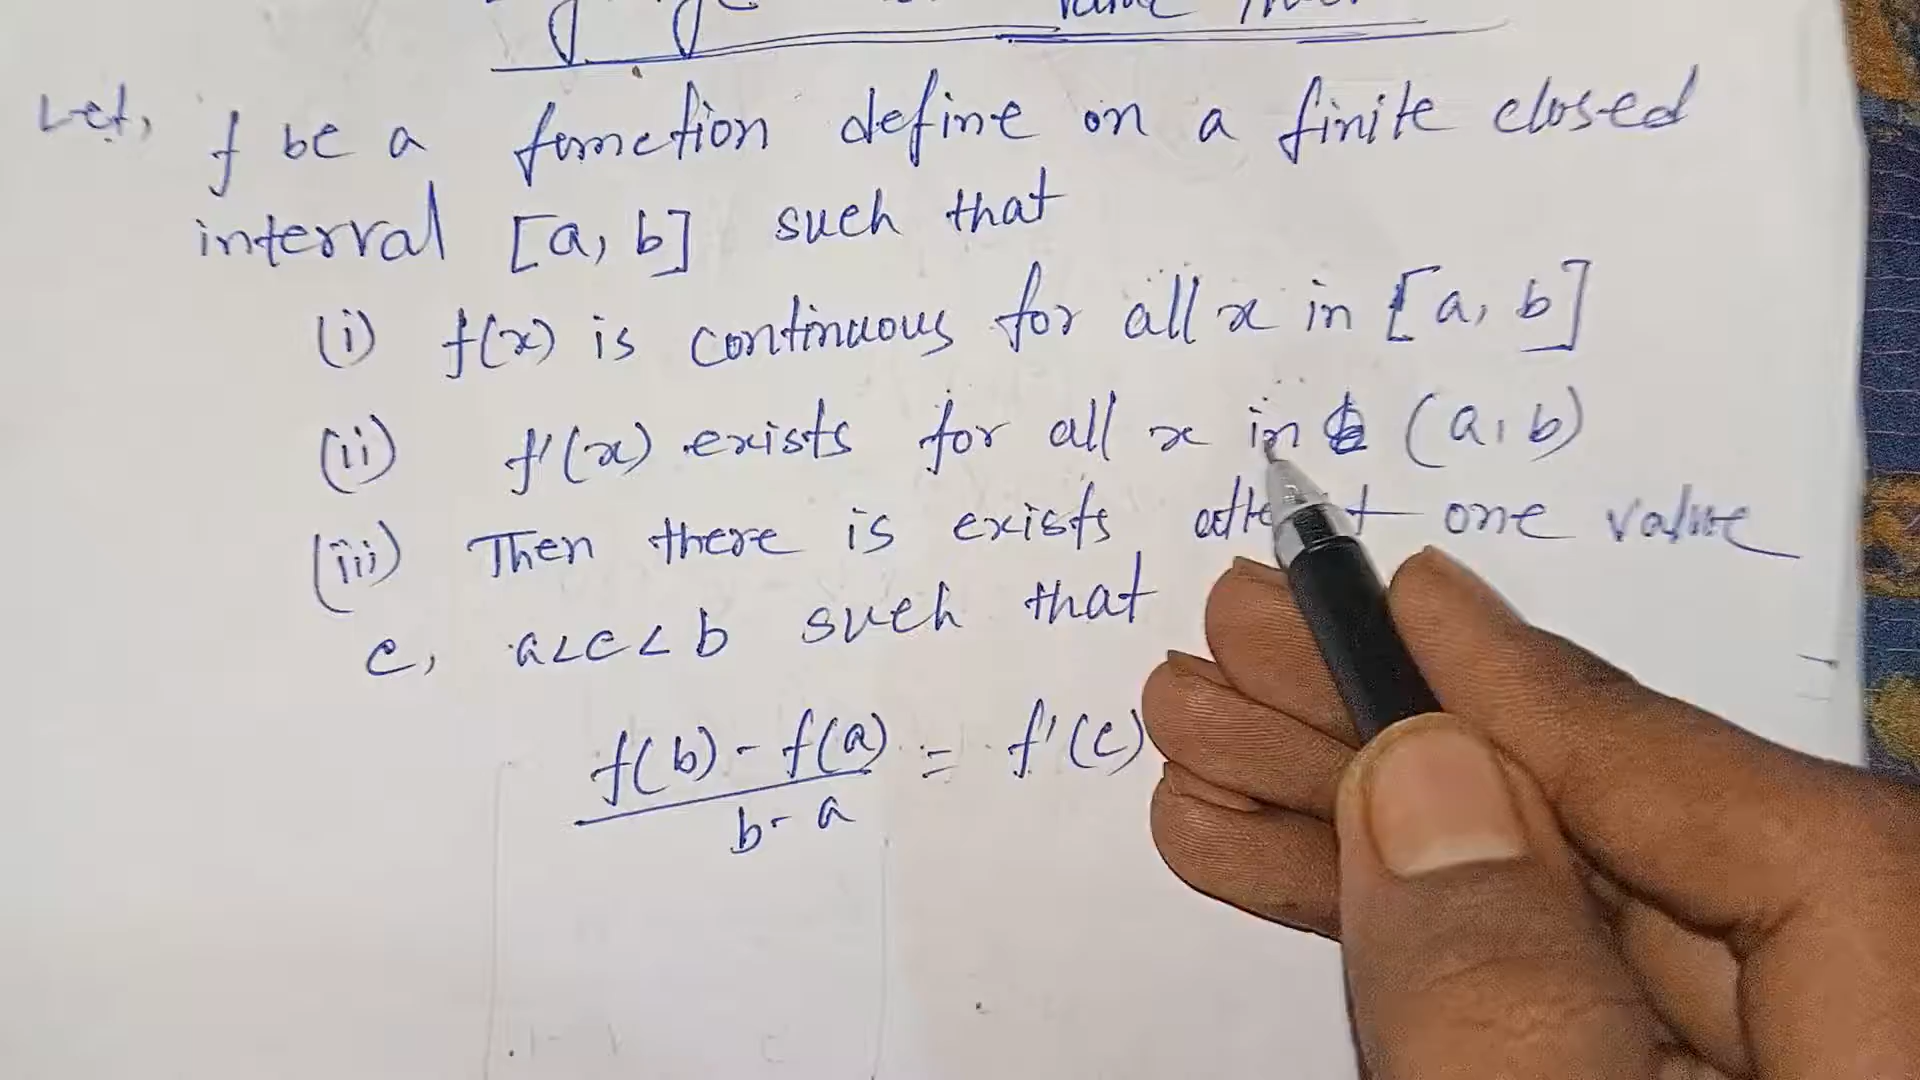 Let, f be a function define on a finite closed
interval [a, b] such that
(i) f(x) is continuous for all x in [a, b]
(ii) f'(x) exists for all x in (a, b)
(iii) Then there is exists one value
c, a<c<b such that
f(b) - f(a) = f'(c)
b - a